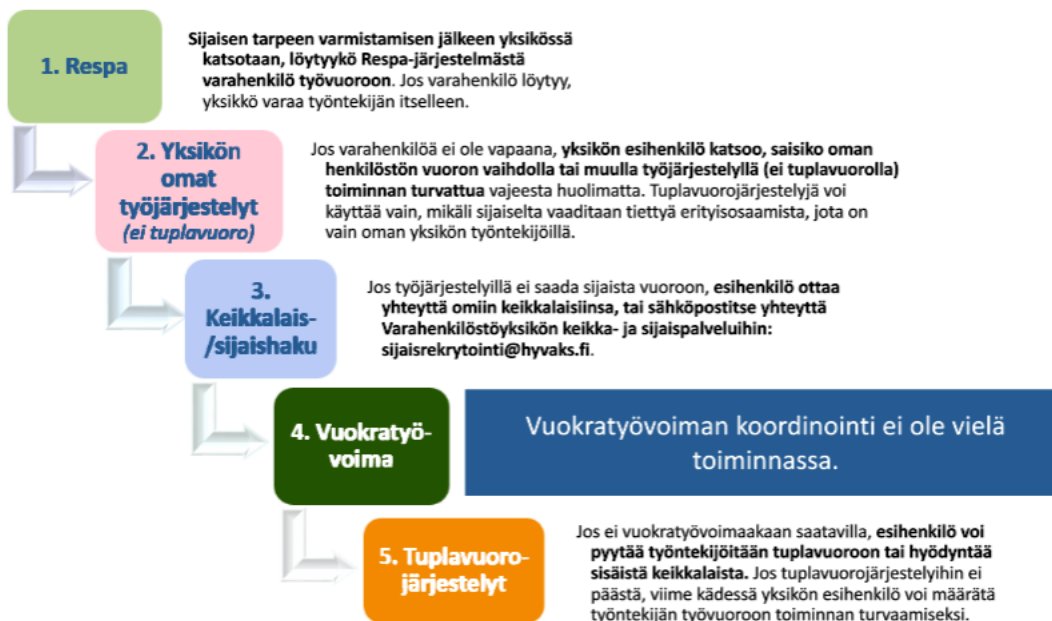 1. Respa
Sijaisen tarpeen varmistamisen jälkeen yksikössä
katsotaan, löytyykö Respa-järjestelmästä
varahenkilö työvuoroon. Jos varahenkilö löytyy,
yksikkö varaa työntekijän itselleen.
2. Yksikön
omat
työjärjestelyt
(ei tuplavuoro)
Jos varahenkilöä ei ole vapaana, yksikön esihenkilö katsoo, saisiko oman
henkilöstön vuoron vaihdolla tai muulla työjärjestelyllä (ei tuplavuorolla)
toiminnan turvattua vajeesta huolimatta. Tuplavuorojärjestelyjä voi
käyttää vain, mikäli sijaiselta vaaditaan tiettyä erityisosaamista, jota on
vain oman yksikön työntekijöillä.
3.
Keikkalais-
/sijaishaku
Jos työjärjestelyillä ei saada sijaista vuoroon, esihenkilö ottaa
yhteyttä omiin keikkalaisiinsa, tai sähköpostitse yhteyttä
Varahenkilöstöyksikön keikka- ja sijaispalveluihin:
sijaisrekrytointi@hyvaks.fi.
4. Vuokratyö-
voima
Vuokratyövoiman koordinointi ei ole vielä
toiminnassa.
5. Tuplavuoro-
järjestelyt
Jos ei vuokratyövoimaakaan saatavilla, esihenkilö voi
pyytää työntekijöitään tuplavuoroon tai hyödyntää
sisäistä keikkalaista. Jos tuplavuorojärjestelyihin ei
päästä, viime kädessä yksikön esihenkilö voi määrätä
työntekijän työvuoroon toiminnan turvaamiseksi.